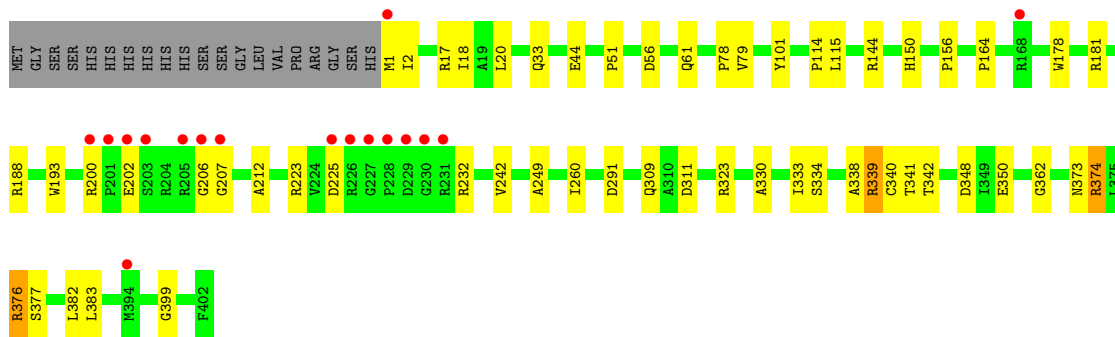 MET GLY SER SER HIS HIS HIS HIS HIS HIS SER SER GLY LEU VAL PRO ARG GLY SER HIS M1 I2 R17 I18 A19 L20 Q33 E44 P51 D56 Q61 P78 V79 Y101 P114 L115 R144 H150 P156 P164 R168 W178 R181
R188 W193 R200 P201 E202 S203 R204 R205 G206 G207 A212 R223 V224 D225 R226 G227 P228 D229 G230 R231 R232 V242 A249 I260 D291 Q309 A310 D311 R323 A330 I333 S334 A338 R339 C340 T341 T342 D348 I349 E350 G362 N373 R374 L375
R376 S377 L382 L383 M394 G399 F402